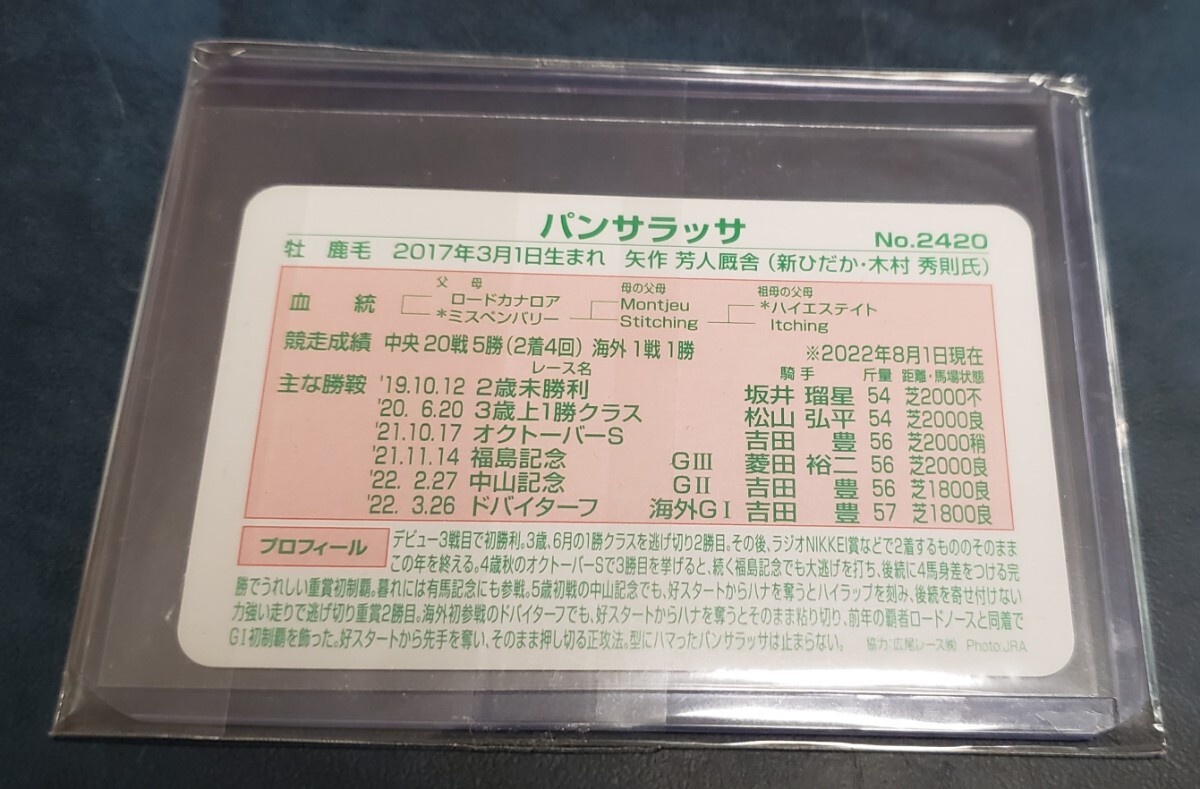 パンサラッサ No.2420
牡 鹿毛 2017年3月1日生まれ 矢作 芳人厩舎(新ひだか・木村 秀則氏)
父 母 母の父母 祖母の父母
血統 ロードカナロア Montjeu *ハイエステイト
*ミスペンバリー Stitching Itching
競走成績 中央20戦5勝(2着4回) 海外1戦1勝 ※2022年8月1日現在
レース名 騎手 斤量 距離・馬場状態
主な勝鞍 '19.10.12 2歳未勝利 坂井 瑠星 54 芝2000不
'20. 6.20 3歳上1勝クラス 松山 弘平 54 芝2000良
'21.10.17 オクトーバーS 吉田 豊 56 芝2000稍
'21.11.14 福島記念 GⅢ 菱田 裕二 56 芝2000良
'22. 2.27 中山記念 GⅡ 吉田 豊 56 芝1800良
'22. 3.26 ドバイターフ 海外GⅠ 吉田 豊 57 芝1800良
プロフィール デビュー3戦目で初勝利。3歳、6月の1勝クラスを逃げ切り2勝目。その後、ラジオNIKKEI賞などで2着するもののそのまま
この年を終える。4歳秋のオクトーバーSで3勝目を挙げると、続く福島記念でも大逃げを打ち、後続に4馬身差をつける完
勝でうれしい重賞初制覇。暮れには有馬記念にも参戦。5歳初戦の中山記念でも、好スタートからハナを奪うとハイラップを刻み、後続を寄せ付けない
力強い走りで逃げ切り重賞2勝目。海外初参戦のドバイターフでも、好スタートからハナを奪うとそのまま粘り切り、前年の覇者ロードノースと同着で
GⅠ初制覇を飾った。好スタートから先手を奪い、そのまま押し切る正攻法。型にハマったパンサラッサは止まらない。 協力:広尾レース㈱ Photo:JRA